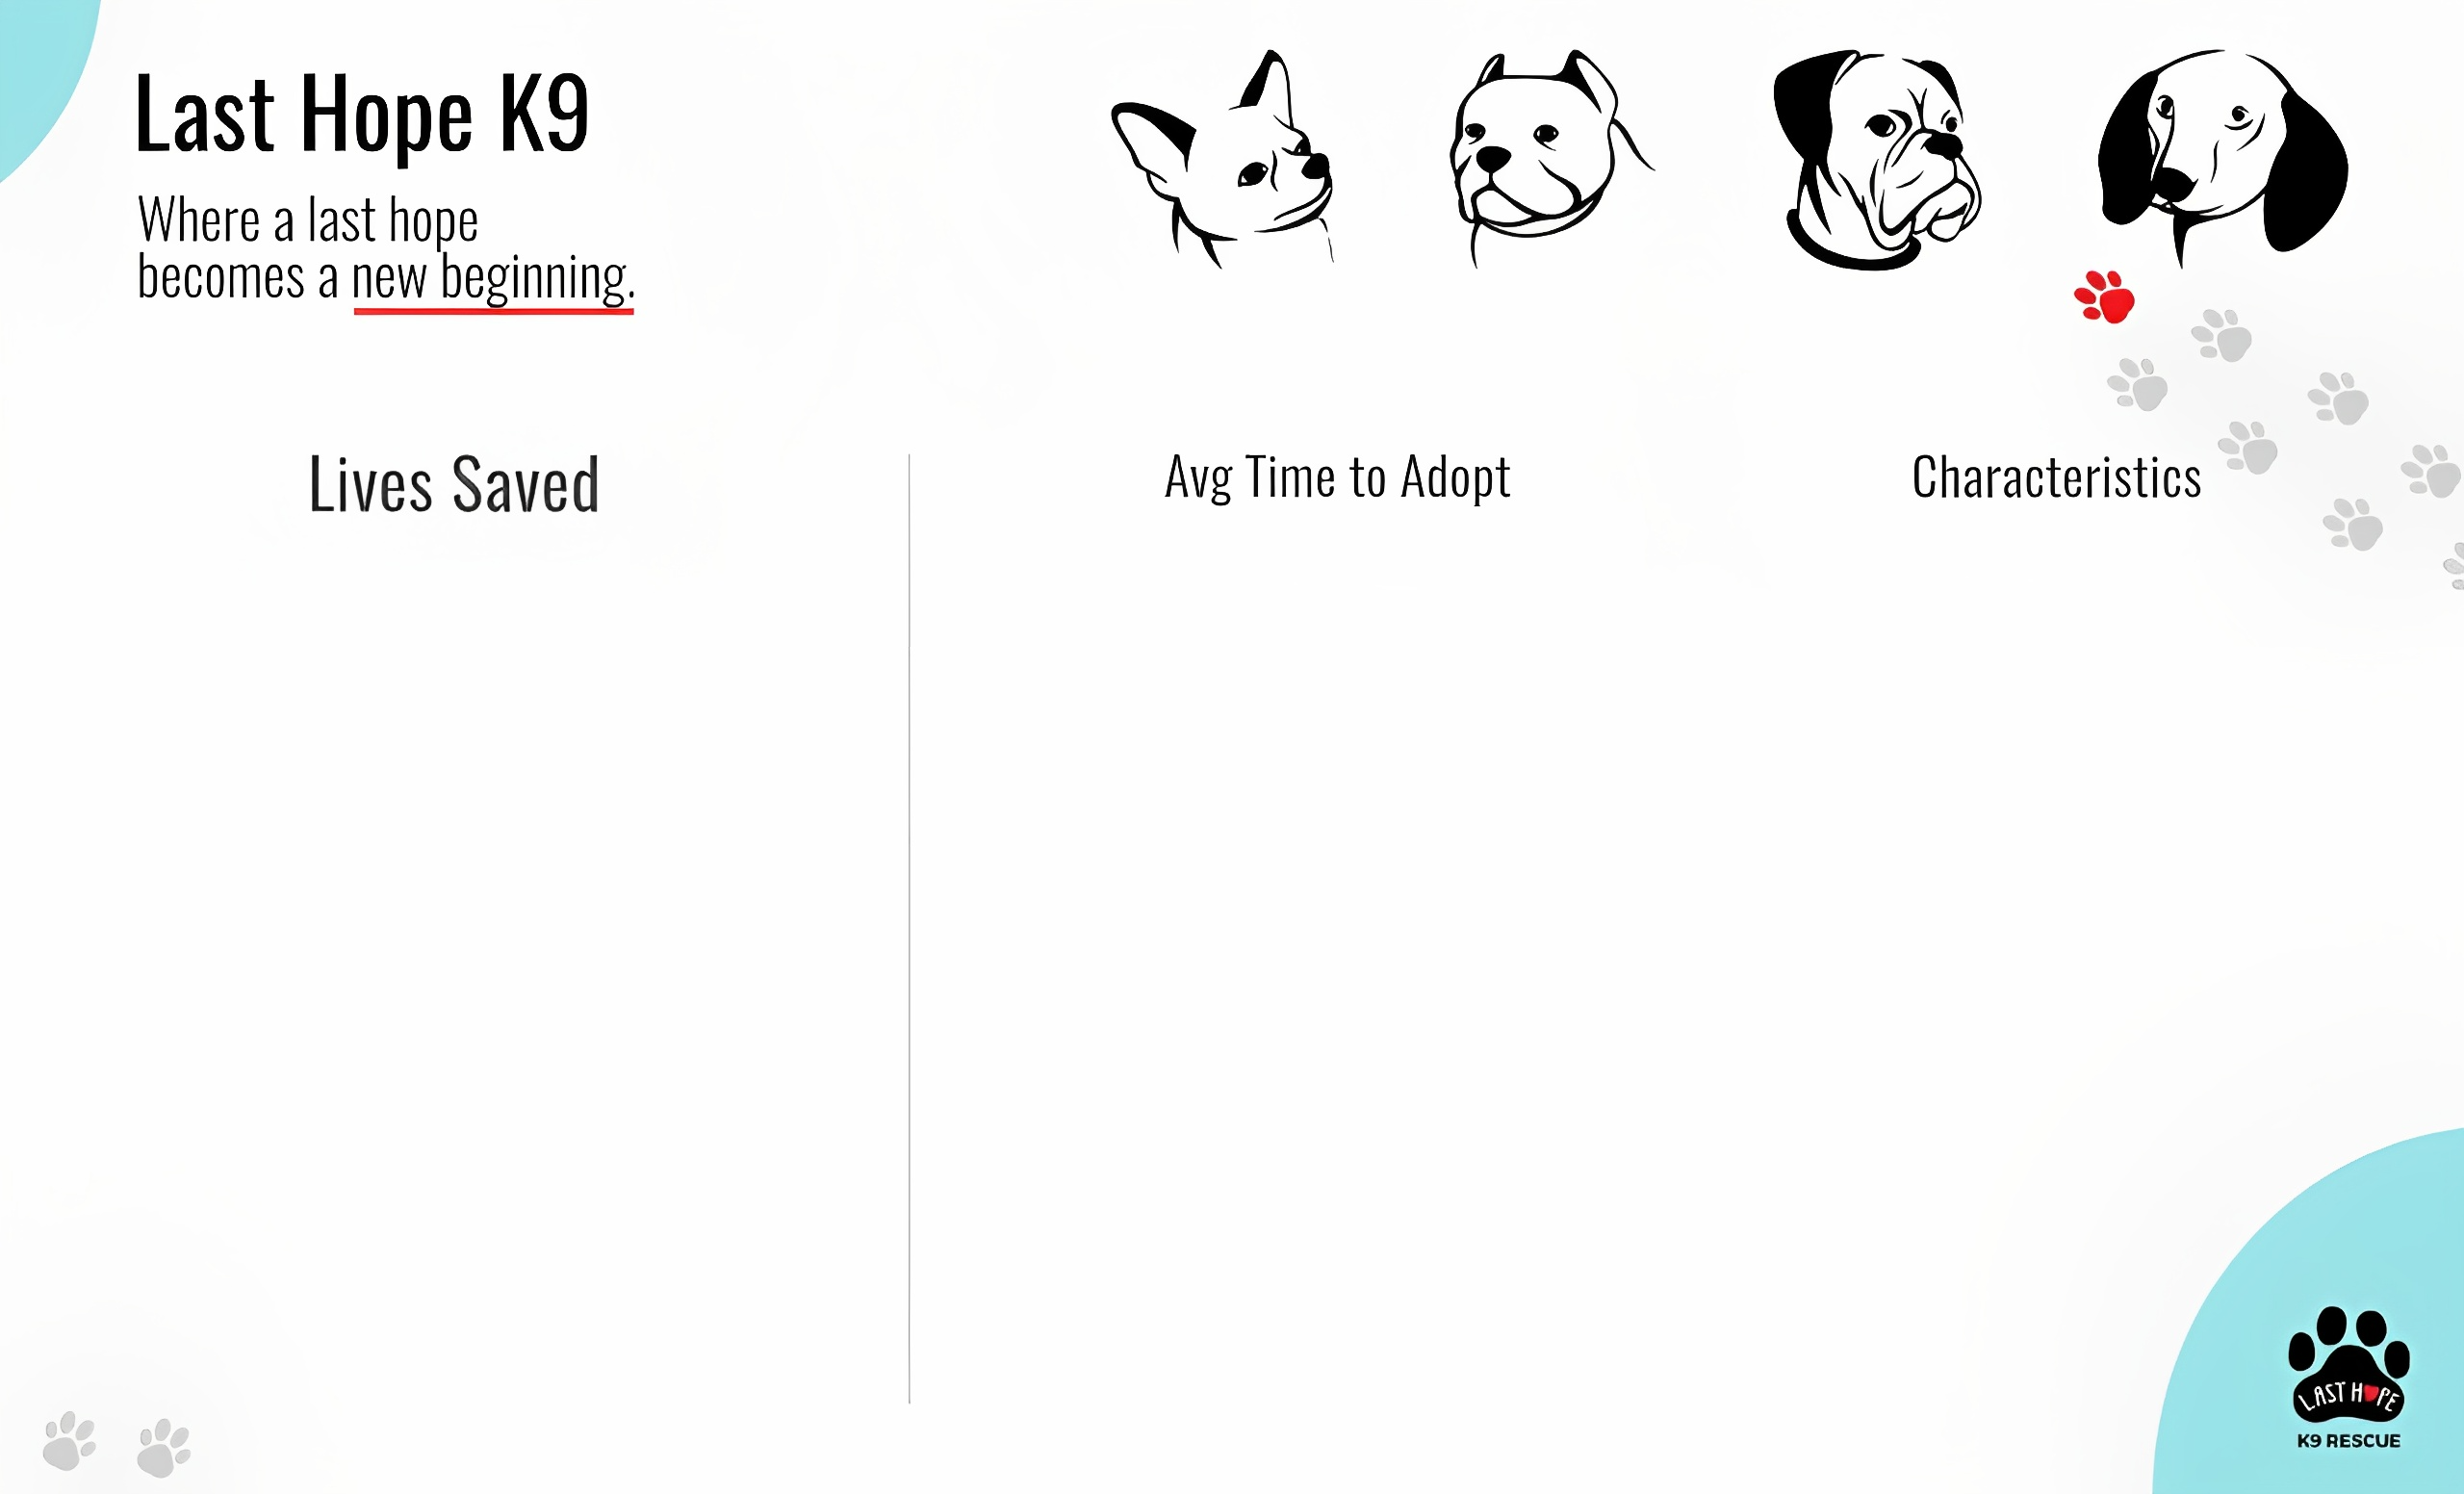 Last Hope K9
Where a last hope
becomes a new beginning.
Lives Saved
Avg Time to Adopt
Characteristics
LAST HOPE
K9 RESCUE